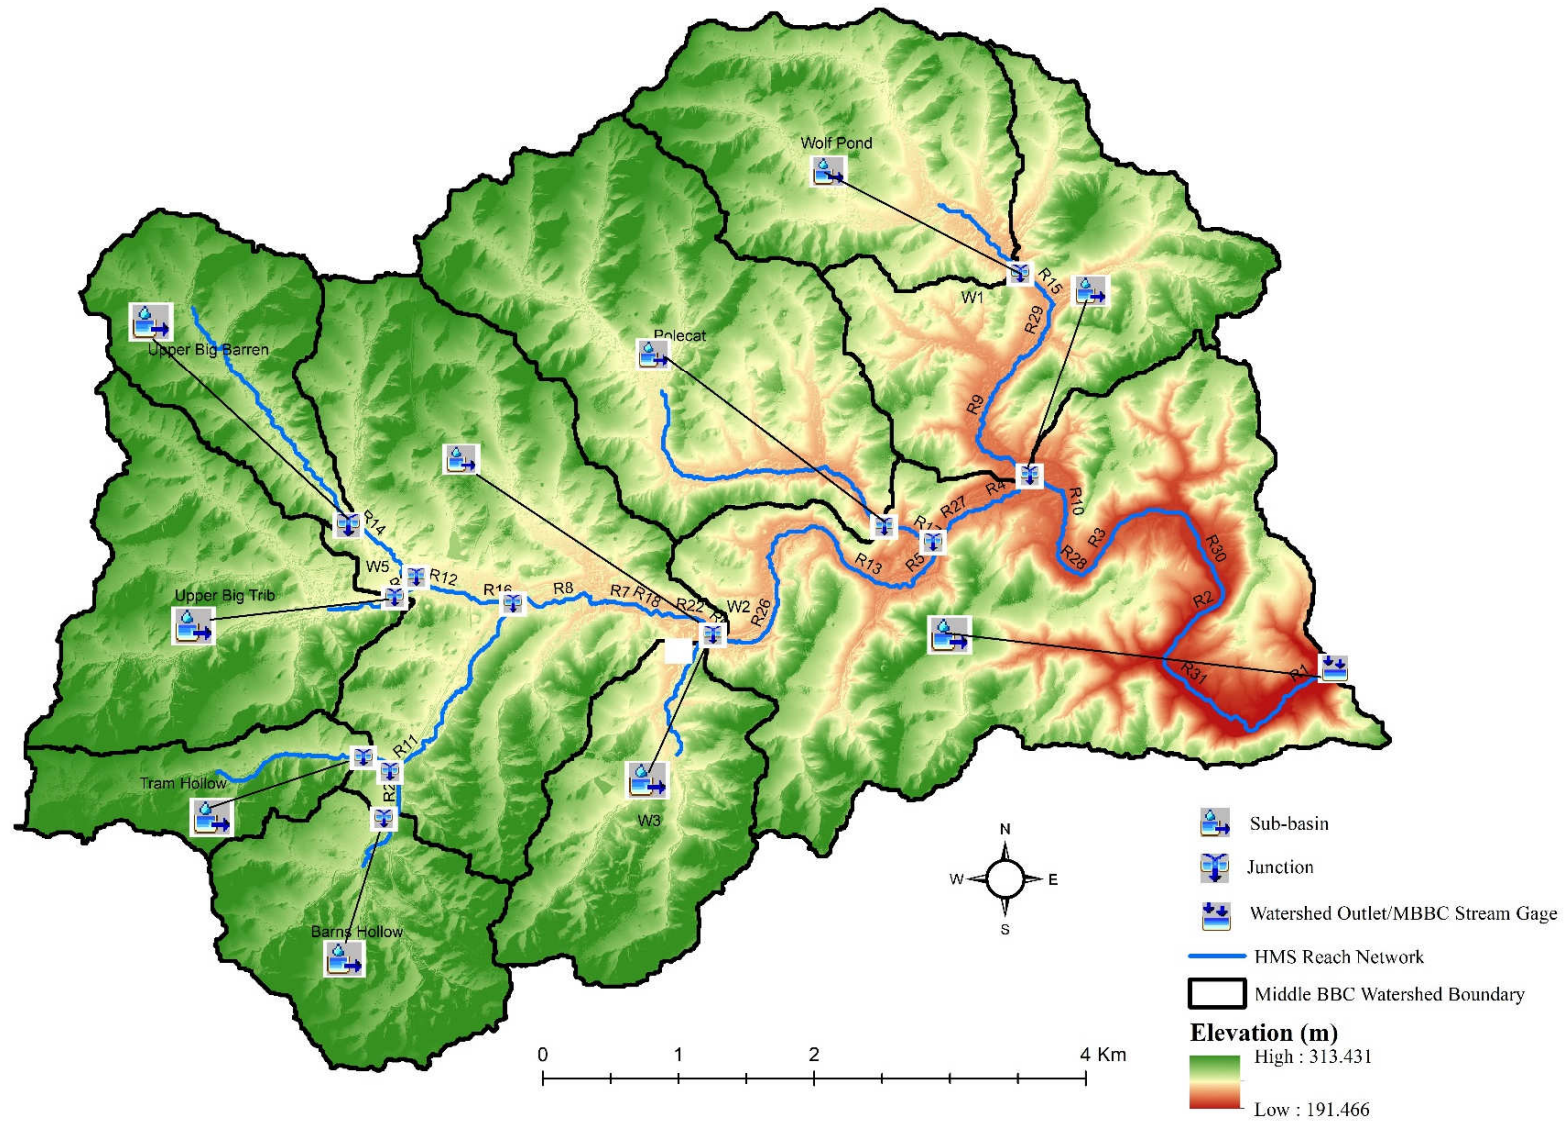 Wolf Pond
W1
R15
R29
Polecat
R9
Upper Big Barren
R4
R27
R10
R14
R5
R13
R3
R28
R30
W5
R12
R16
R8
R7
R18
R22
W2
R26
R2
Upper Big Trib
R31
R1
R11
Tram Hollow
W3
Barns Hollow
N
W
E
S
Sub-basin
Junction
Watershed Outlet/MBBC Stream Gage
HMS Reach Network
Middle BBC Watershed Boundary
Elevation (m)
High : 313.431
Low : 191.466
0 1 2 4 Km